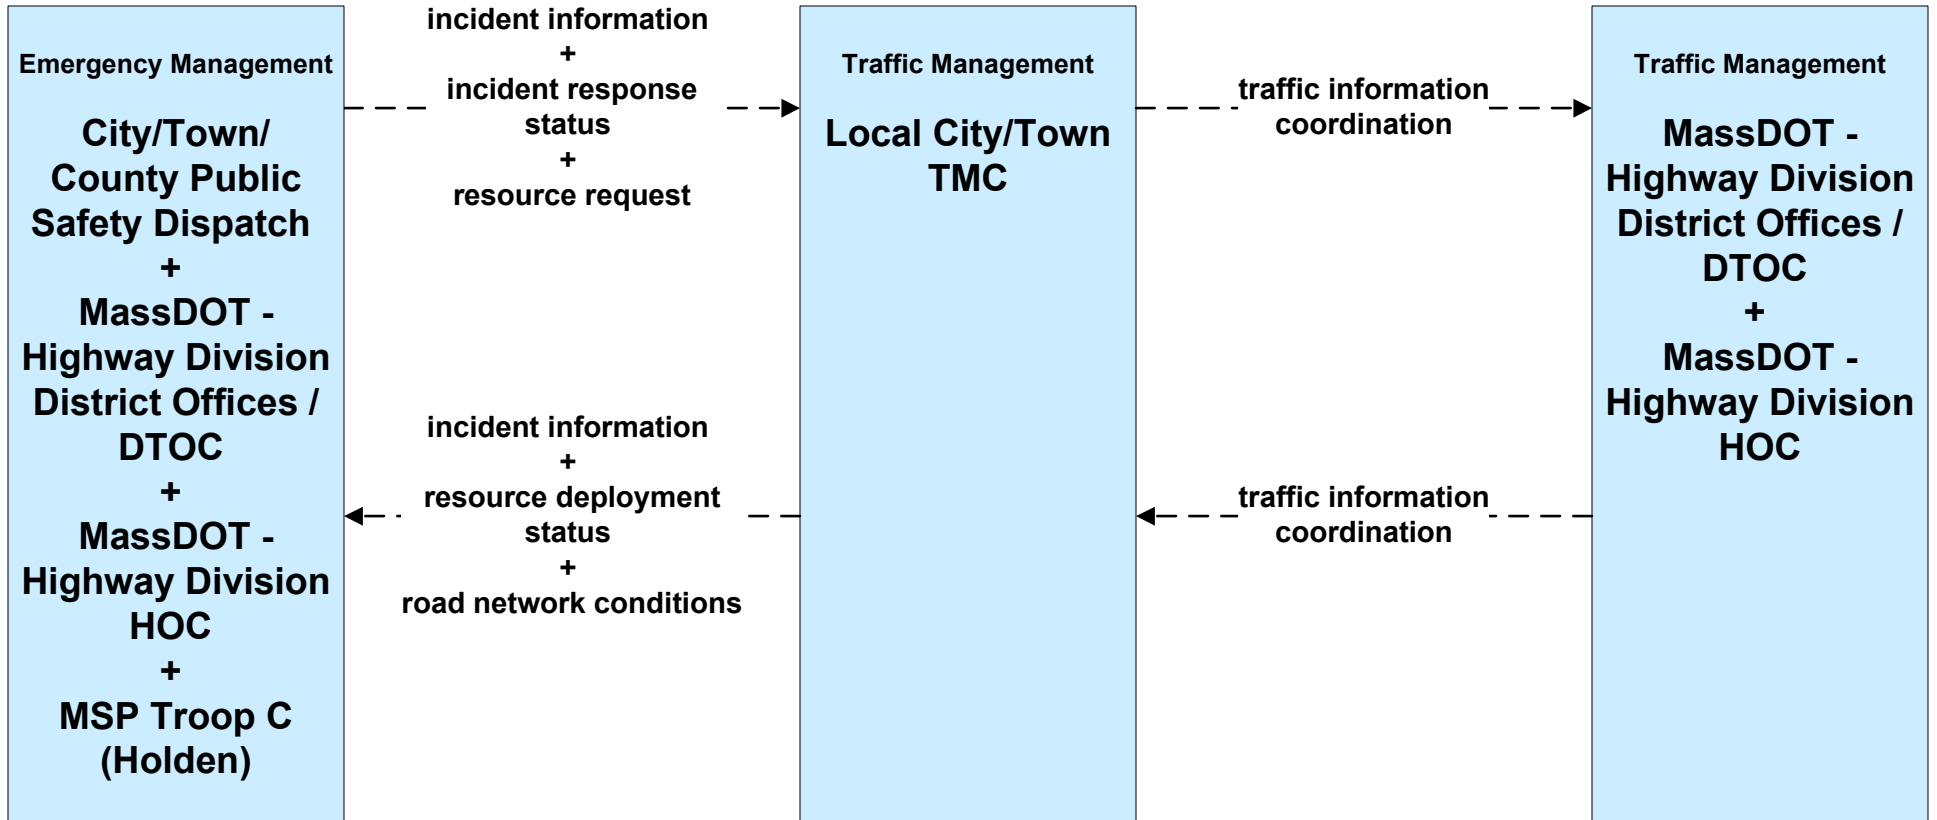 Emergency Management
City/Town/
County Public
Safety Dispatch
+
MassDOT -
Highway Division
District Offices /
DTOC
+
MassDOT -
Highway Division
HOC
+
MSP Troop C
(Holden)
incident information
+
incident response
status
+
resource request
incident information
+
resource deployment
status
+
road network conditions
Traffic Management
Local City/Town
TMC
traffic information
coordination
traffic information
coordination
Traffic Management
MassDOT -
Highway Division
District Offices /
DTOC
+
MassDOT -
Highway Division
HOC